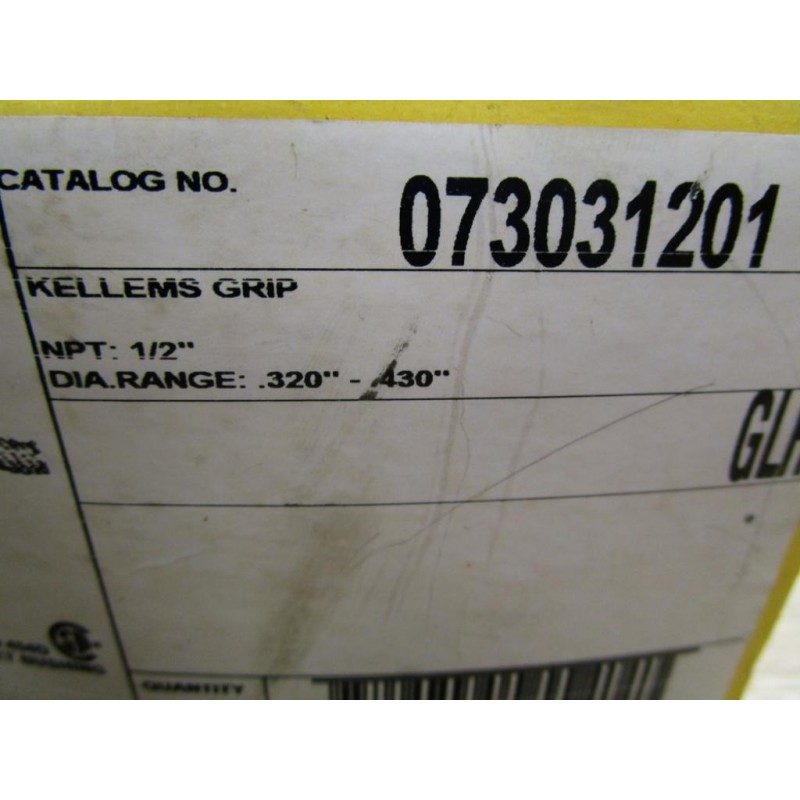 CATALOG NO. 073031201
KELLEMS GRIP
NPT: 1/2"
DIA.RANGE: .320" - .430"
QUANTITY